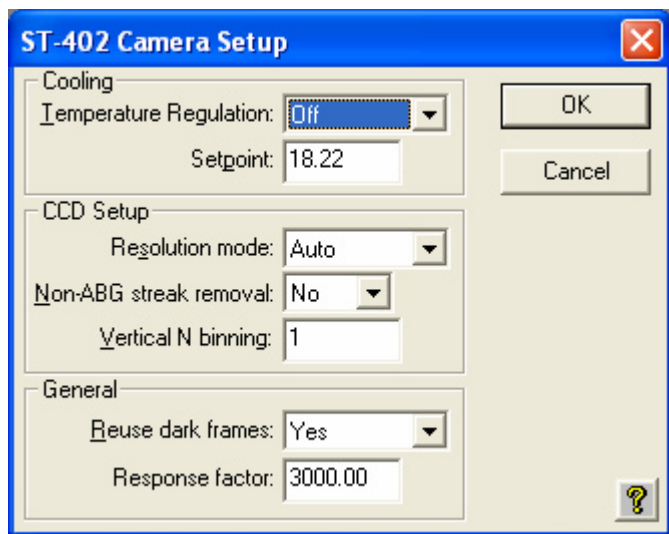 ST-402 Camera Setup
Cooling
Temperature Regulation: Off
Setpoint: 18.22
OK
Cancel
CCD Setup
Resolution mode: Auto
Non-ABG streak removal: No
Vertical N binning: 1
General
Reuse dark frames: Yes
Response factor: 3000.00
?